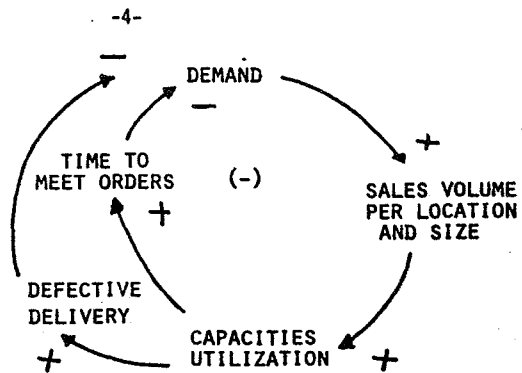 -4-
−
DEMAND
−
+
TIME TO
MEET ORDERS
(-)
+
SALES VOLUME
PER LOCATION
AND SIZE
DEFECTIVE
DELIVERY
+
CAPACITIES
UTILIZATION
+